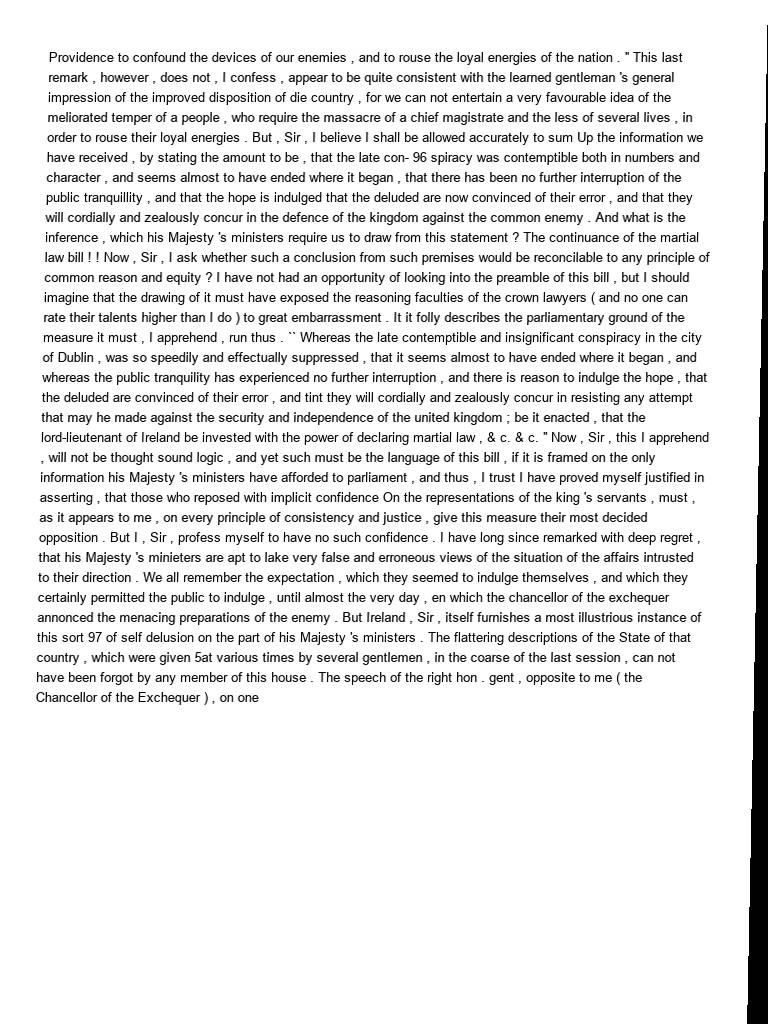 Providence to confound the devices of our enemies , and to rouse the loyal energies of the nation . " This last
remark , however , does not , I confess , appear to be quite consistent with the learned gentleman 's general
impression of the improved disposition of die country , for we can not entertain a very favourable idea of the
meliorated temper of a people , who require the massacre of a chief magistrate and the less of several lives , in
order to rouse their loyal energies . But , Sir , I believe I shall be allowed accurately to sum Up the information we
have received , by stating the amount to be , that the late con- 96 spiracy was contemptible both in numbers and
character , and seems almost to have ended where it began , that there has been no further interruption of the
public tranquillity , and that the hope is indulged that the deluded are now convinced of their error , and that they
will cordially and zealously concur in the defence of the kingdom against the common enemy . And what is the
inference , which his Majesty 's ministers require us to draw from this statement ? The continuance of the martial
law bill ! ! Now , Sir , I ask whether such a conclusion from such premises would be reconcilable to any principle of
common reason and equity ? I have not had an opportunity of looking into the preamble of this bill , but I should
imagine that the drawing of it must have exposed the reasoning faculties of the crown lawyers ( and no one can
rate their talents higher than I do ) to great embarrassment . It it folly describes the parliamentary ground of the
measure it must , I apprehend , run thus . `` Whereas the late contemptible and insignificant conspiracy in the city
of Dublin , was so speedily and effectually suppressed , that it seems almost to have ended where it began , and
whereas the public tranquility has experienced no further interruption , and there is reason to indulge the hope , that
the deluded are convinced of their error , and tint they will cordially and zealously concur in resisting any attempt
that may he made against the security and independence of the united kingdom ; be it enacted , that the
lord-lieutenant of Ireland be invested with the power of declaring martial law , & c. & c. " Now , Sir , this I apprehend
, will not be thought sound logic , and yet such must be the language of this bill , if it is framed on the only
information his Majesty 's ministers have afforded to parliament , and thus , I trust I have proved myself justified in
asserting , that those who reposed with implicit confidence On the representations of the king 's servants , must ,
as it appears to me , on every principle of consistency and justice , give this measure their most decided
opposition . But I , Sir , profess myself to have no such confidence . I have long since remarked with deep regret ,
that his Majesty 's minieters are apt to lake very false and erroneous views of the situation of the affairs intrusted
to their direction . We all remember the expectation , which they seemed to indulge themselves , and which they
certainly permitted the public to indulge , until almost the very day , en which the chancellor of the exchequer
annonced the menacing preparations of the enemy . But Ireland , Sir , itself furnishes a most illustrious instance of
this sort 97 of self delusion on the part of his Majesty 's ministers . The flattering descriptions of the State of that
country , which were given 5at various times by several gentlemen , in the coarse of the last session , can not
have been forgot by any member of this house . The speech of the right hon . gent , opposite to me ( the
Chancellor of the Exchequer ) , on one